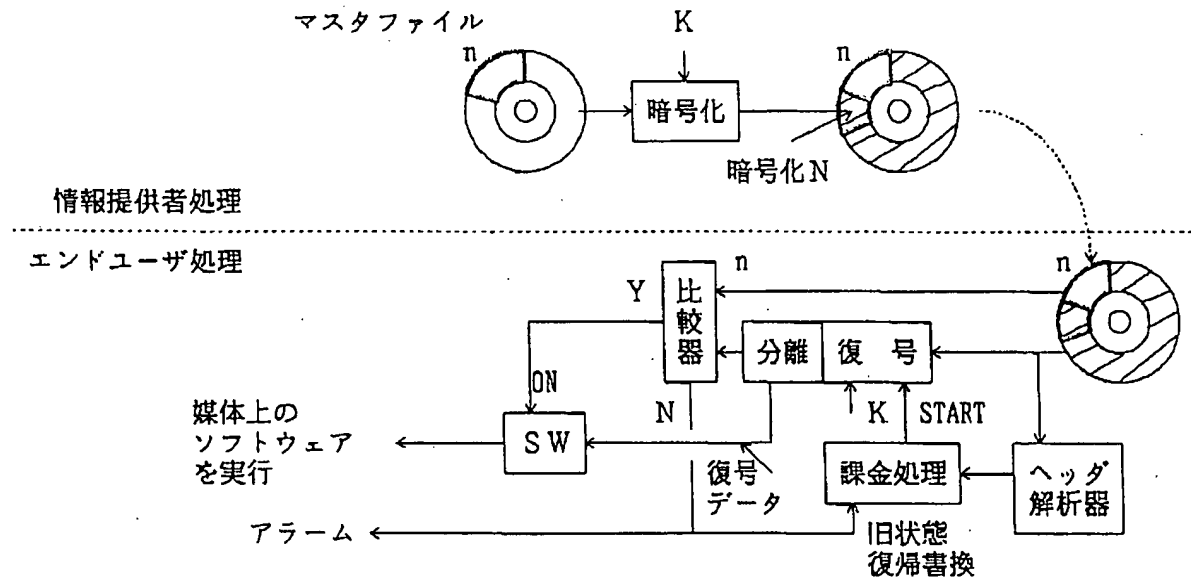 マスタファイル
K
n
n
暗号化
暗号化N
情報提供者処理
エンドユーザ処理
n
n
Y
比較器
分離
復 号
ON
N
K
START
媒体上の
ソフトウェア
を実行
SW
復号
データ
課金処理
ヘッダ
解析器
アラーム
旧状態
復帰書換